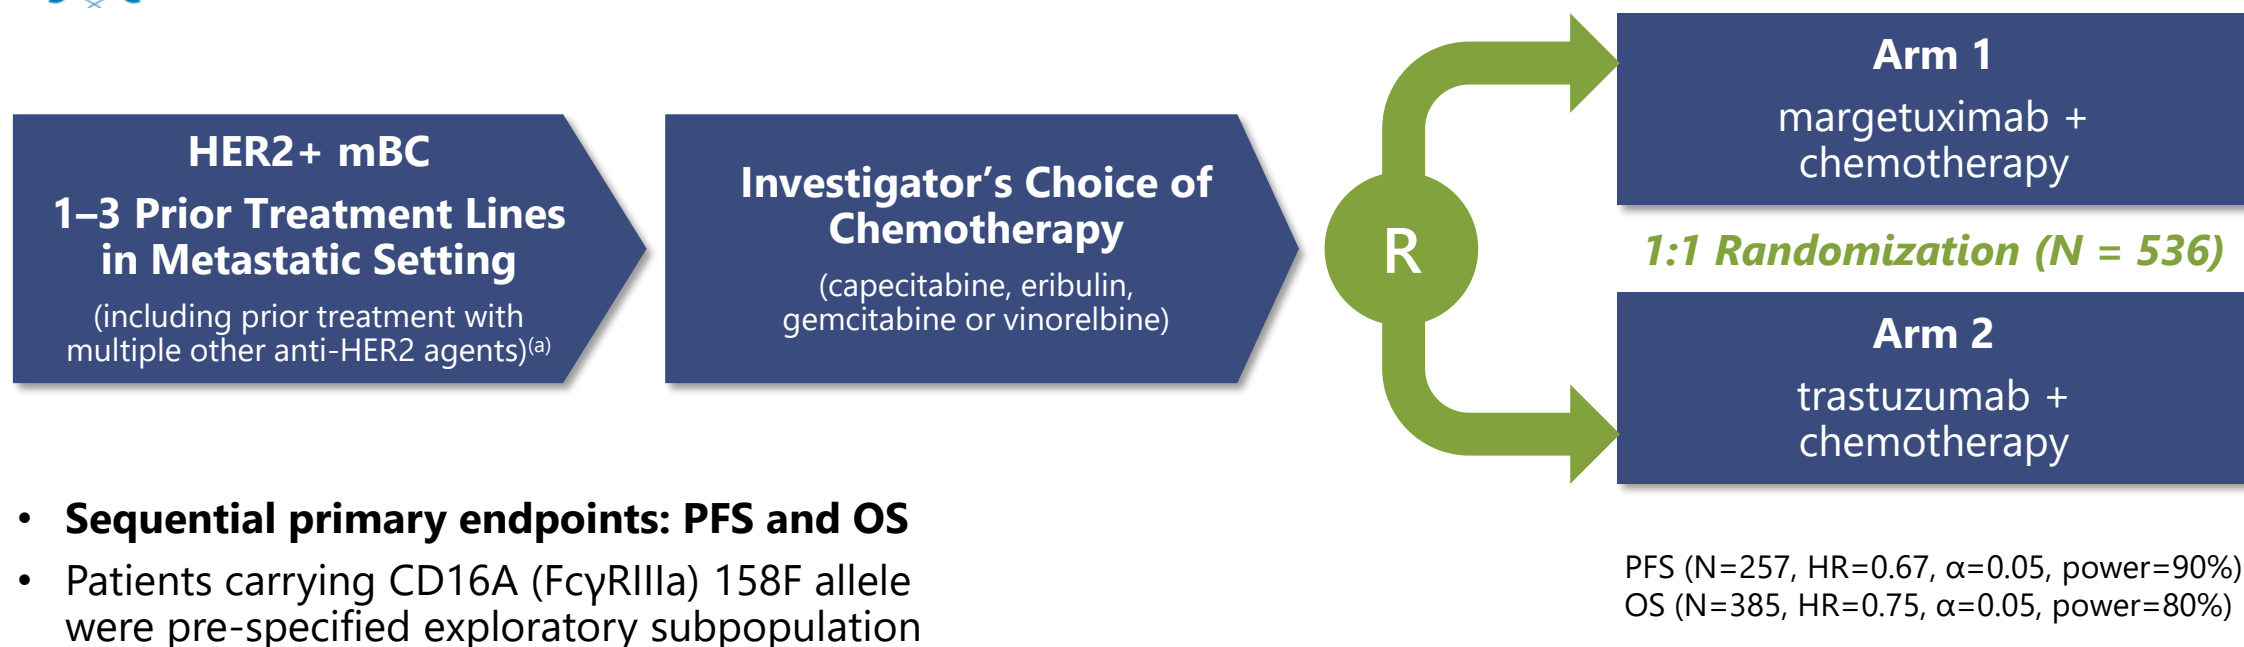 HER2+ mBC
1–3 Prior Treatment Lines
in Metastatic Setting
(including prior treatment with
multiple other anti-HER2 agents)(a)
Investigator’s Choice of
Chemotherapy
(capecitabine, eribulin,
gemcitabine or vinorelbine)
R
Arm 1
margetuximab +
chemotherapy
1:1 Randomization (N = 536)
Arm 2
trastuzumab +
chemotherapy
• Sequential primary endpoints: PFS and OS
• Patients carrying CD16A (FcγRIIIa) 158F allele
were pre-specified exploratory subpopulation
PFS (N=257, HR=0.67, α=0.05, power=90%)
OS (N=385, HR=0.75, α=0.05, power=80%)